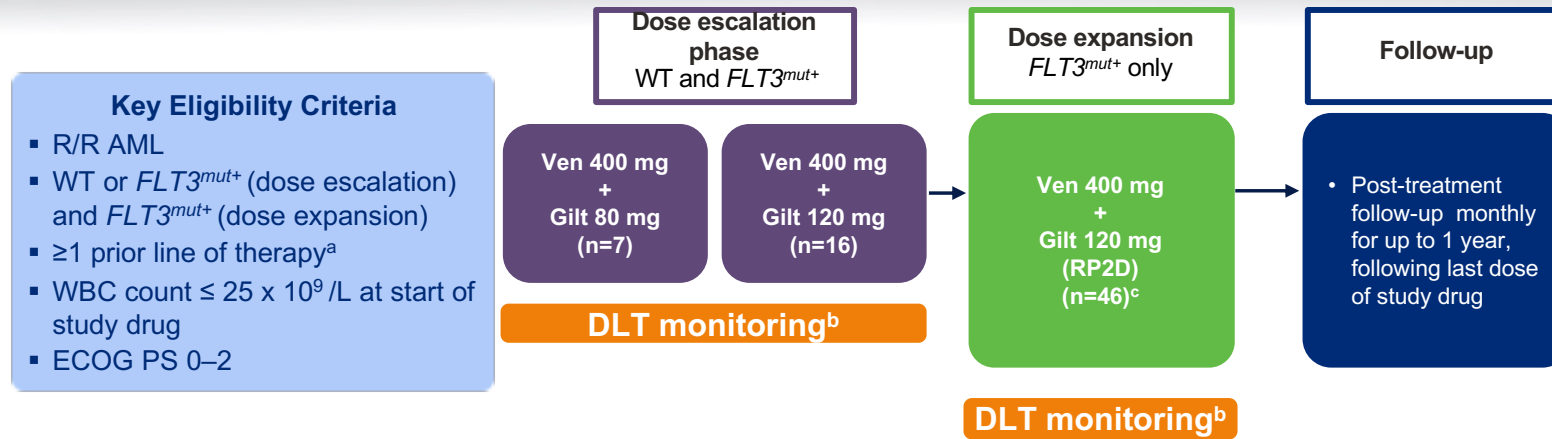 Key Eligibility Criteria
▪ R/R AML
▪ WT or FLT3mut+ (dose escalation)
and FLT3mut+ (dose expansion)
▪ ≥1 prior line of therapyᵃ
▪ WBC count ≤ 25 x 10⁹ /L at start of
study drug
▪ ECOG PS 0–2
Dose escalation
phase
WT and FLT3mut+
Ven 400 mg
+
Gilt 80 mg
(n=7)
Ven 400 mg
+
Gilt 120 mg
(n=16)
DLT monitoringᵇ
Dose expansion
FLT3mut+ only
Ven 400 mg
+
Gilt 120 mg
(RP2D)
(n=46)ᶜ
DLT monitoringᵇ
Follow-up
• Post-treatment
follow-up monthly
for up to 1 year,
following last dose
of study drug